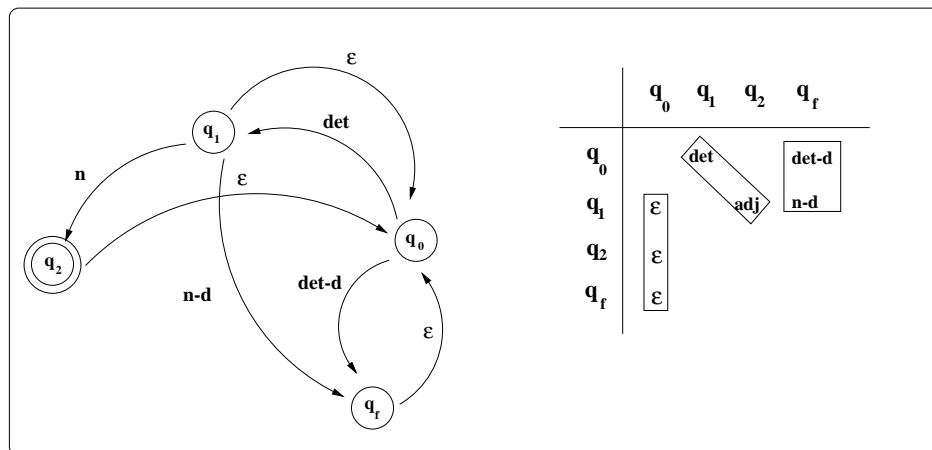 ε
det
q1
n
ε
q2
q0
n-d
det-d
ε
qf
q0 q1 q2 qf
q0 det det-d
q1 ε adj n-d
q2 ε
qf ε